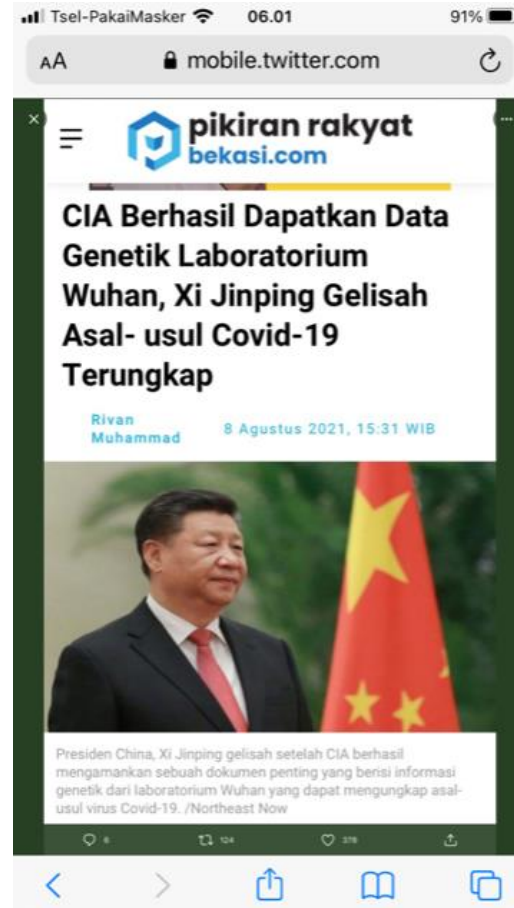 Tsel-PakaiMasker 06.01 91%
AA mobile.twitter.com
pikiran rakyat
bekasi.com
CIA Berhasil Dapatkan Data
Genetik Laboratorium
Wuhan, Xi Jinping Gelisah
Asal- usul Covid-19
Terungkap
Rivan
Muhammad
8 Agustus 2021, 15:31 WIB
Presiden China, Xi Jinping gelisah setelah CIA berhasil
mengamankan sebuah dokumen penting yang berisi informasi
genetik dari laboratorium Wuhan yang dapat mengungkap asal-
usul virus Covid-19. /Northeast Now
6 124 378